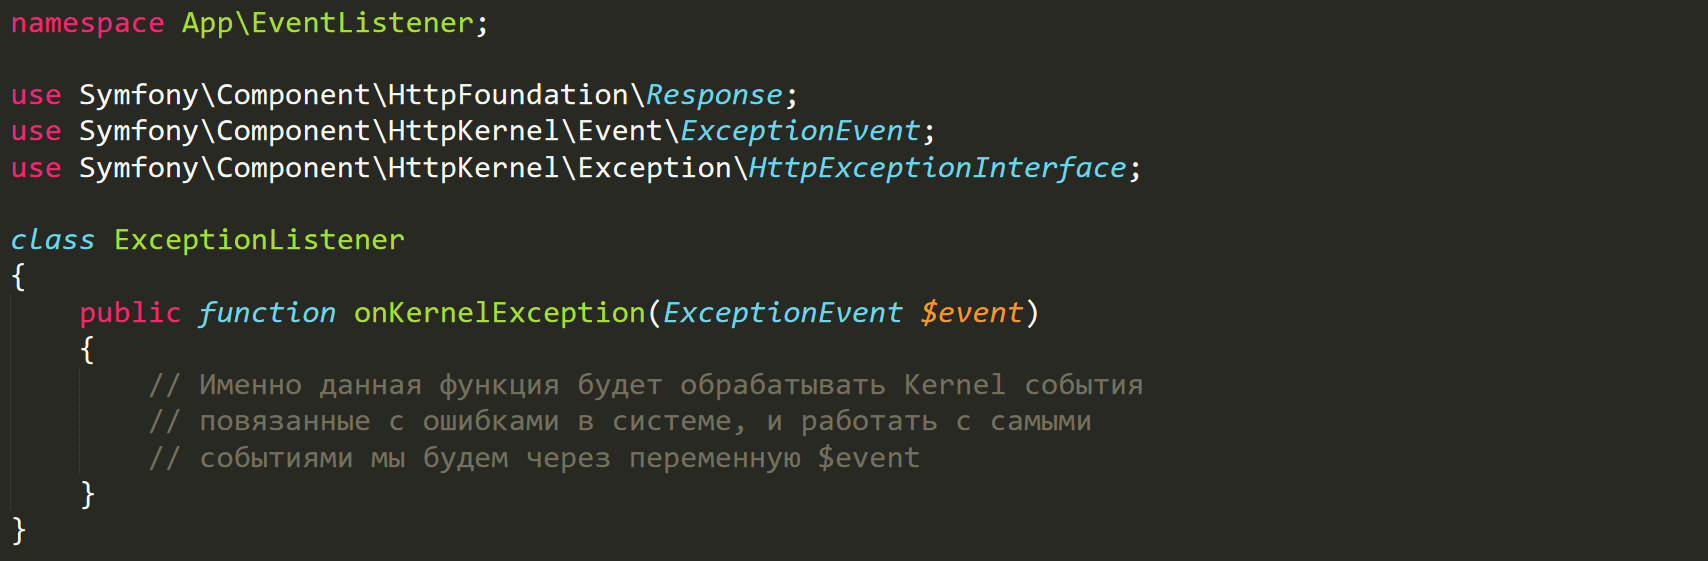 namespace App\EventListener;
use Symfony\Component\HttpFoundation\Response;
use Symfony\Component\HttpKernel\Event\ExceptionEvent;
use Symfony\Component\HttpKernel\Exception\HttpExceptionInterface;
class ExceptionListener
{
public function onKernelException(ExceptionEvent $event)
{
// Именно данная функция будет обрабатывать Kernel события
// повязанные с ошибками в системе, и работать с самыми
// событиями мы будем через переменную $event
}
}